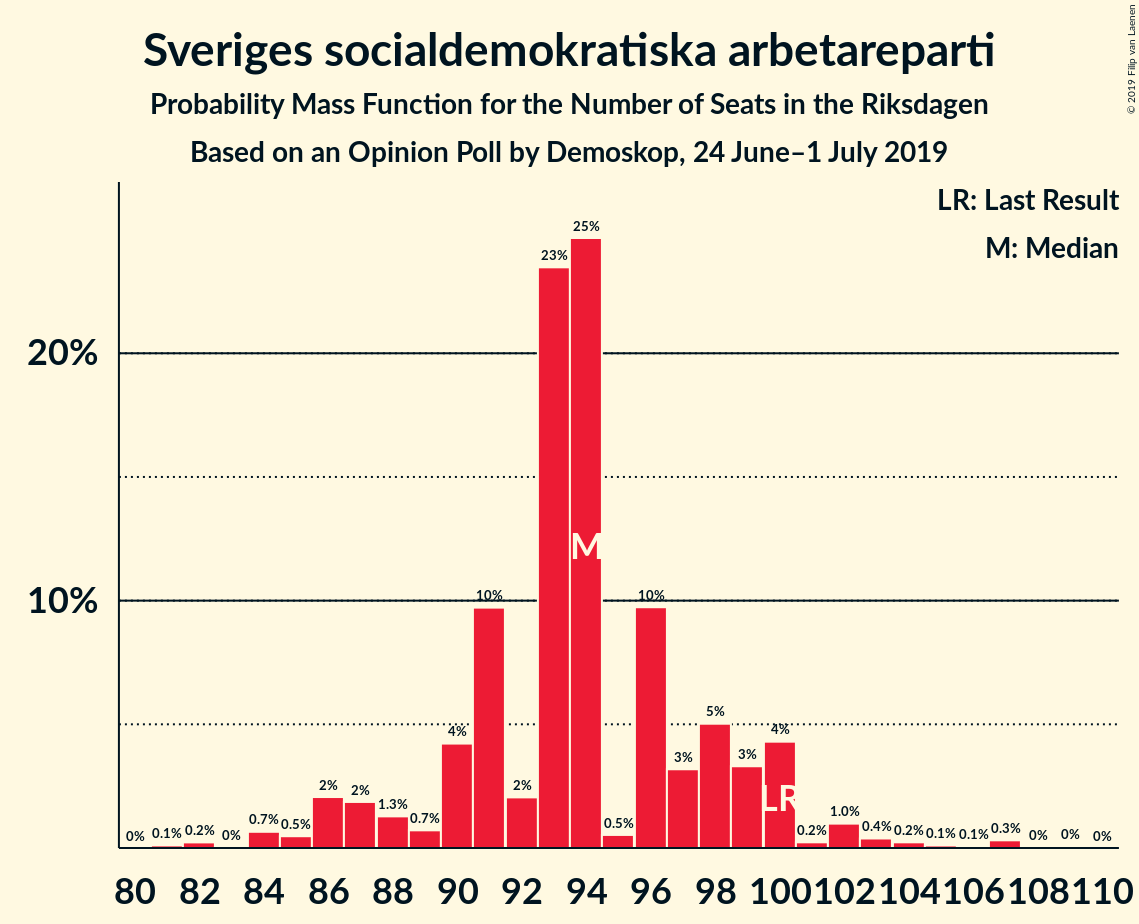 Sveriges socialdemokratiska arbetareparti
Probability Mass Function for the Number of Seats in the Riksdagen
Based on an Opinion Poll by Demoskop, 24 June–1 July 2019
© 2019 Filip van Laenen
LR: Last Result
M: Median
20%
10%
0% 0.1% 0.2% 0% 0.7% 0.5% 2% 2% 1.3% 0.7% 4% 10% 2% 23% 25% 0.5% 10% 3% 5% 3% 4% 0.2% 1.0% 0.4% 0.2% 0.1% 0.1% 0.3% 0% 0% 0%
M
LR
80 82 84 86 88 90 92 94 96 98 100 102 104 106 108 110